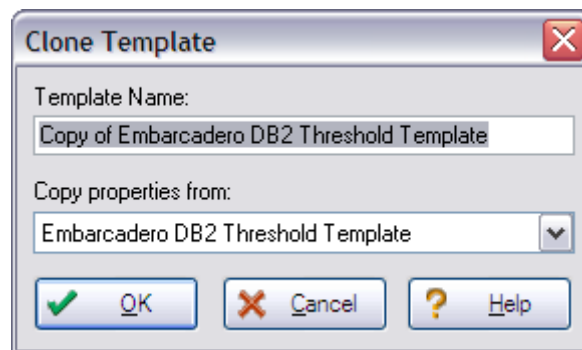 Clone Template
Template Name:
Copy of Embarcadero DB2 Threshold Template
Copy properties from:
Embarcadero DB2 Threshold Template
OK Cancel Help